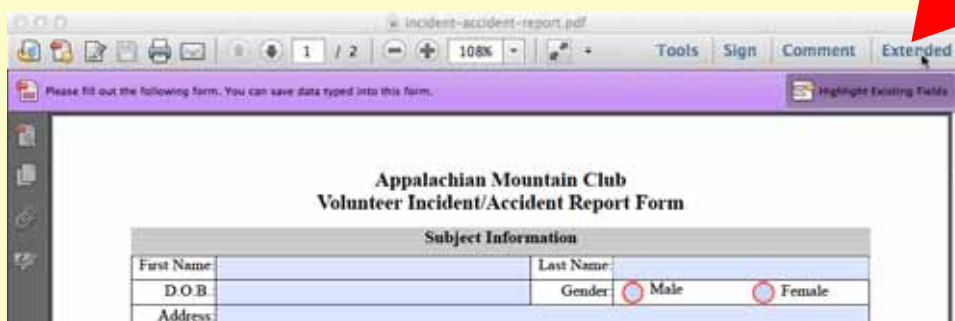 incident-accident-report.pdf
1 / 2 108% Tools Sign Comment Extended
Please fill out the following form. You can save data typed into this form. Highlight Existing Fields
Appalachian Mountain Club
Volunteer Incident/Accident Report Form
Subject Information
First Name: Last Name:
D.O.B. Gender: Male Female
Address: